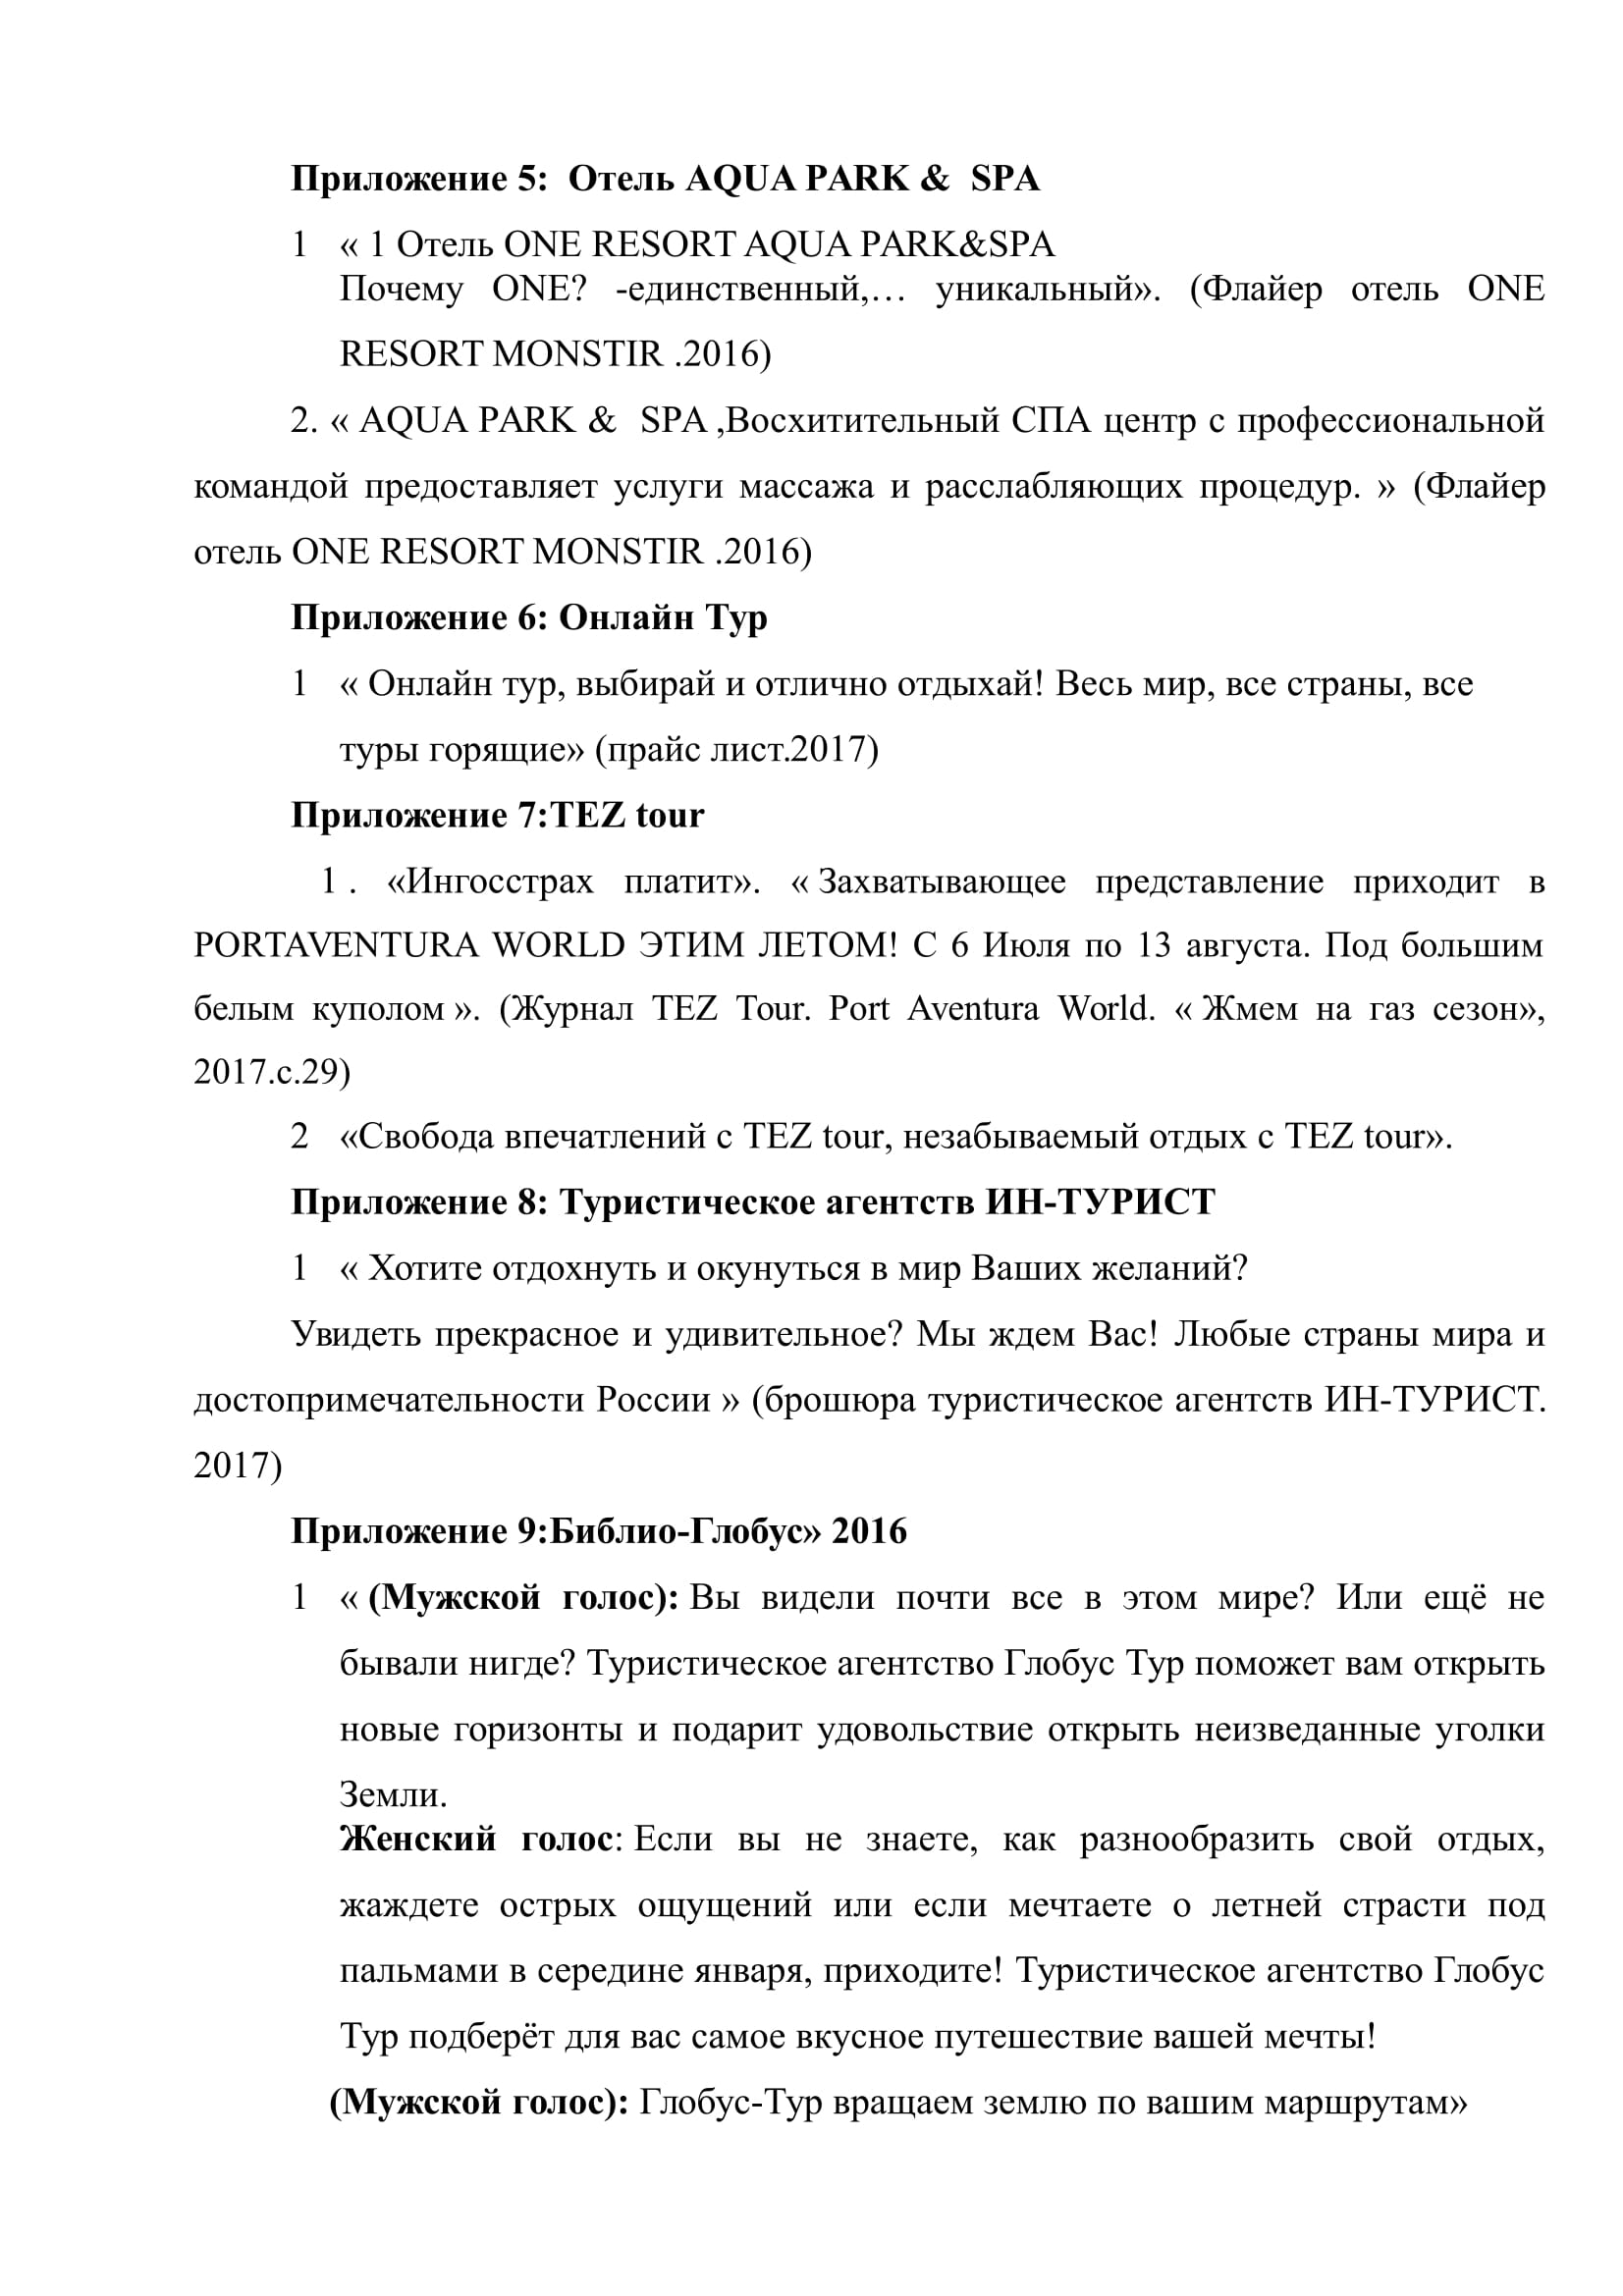 Приложение 5:  Отель AQUA PARK &  SPA
1 « 1 Отель ONE RESORT AQUA PARK&SPA
Почему ONE? -единственный,… уникальный». (Флайер отель ONE
RESORT MONSTIR .2016)
2. « AQUA PARK &  SPA ,Восхитительный СПА центр с профессиональной
командой предоставляет услуги массажа и расслабляющих процедур. » (Флайер
отель ONE RESORT MONSTIR .2016)
Приложение 6: Онлайн Тур
1 « Онлайн тур, выбирай и отлично отдыхай! Весь мир, все страны, все
туры горящие» (прайс лист.2017)
Приложение 7:TEZ tour
1 . «Ингосстрах платит». « Захватывающее представление приходит в
PORTAVENTURA WORLD ЭТИМ ЛЕТОМ! С 6 Июля по 13 августа. Под большим
белым куполом ». (Журнал TEZ Tour. Port Aventura World. « Жмем на газ сезон»,
2017.с.29)
2 «Свобода впечатлений с TEZ tour, незабываемый отдых с TEZ tour».
Приложение 8: Туристическое агентств ИН-ТУРИСТ
1 « Хотите отдохнуть и окунуться в мир Ваших желаний?
Увидеть прекрасное и удивительное? Мы ждем Вас! Любые страны мира и
достопримечательности России » (брошюра туристическое агентств ИН-ТУРИСТ.
2017)
Приложение 9:Библио-Глобус» 2016
1 « (Мужской голос): Вы видели почти все в этом мире? Или ещё не
бывали нигде? Туристическое агентство Глобус Тур поможет вам открыть
новые горизонты и подарит удовольствие открыть неизведанные уголки
Земли.
Женский голос: Если вы не знаете, как разнообразить свой отдых,
жаждете острых ощущений или если мечтаете о летней страсти под
пальмами в середине января, приходите! Туристическое агентство Глобус
Тур подберёт для вас самое вкусное путешествие вашей мечты!
(Мужской голос): Глобус-Тур вращаем землю по вашим маршрутам»